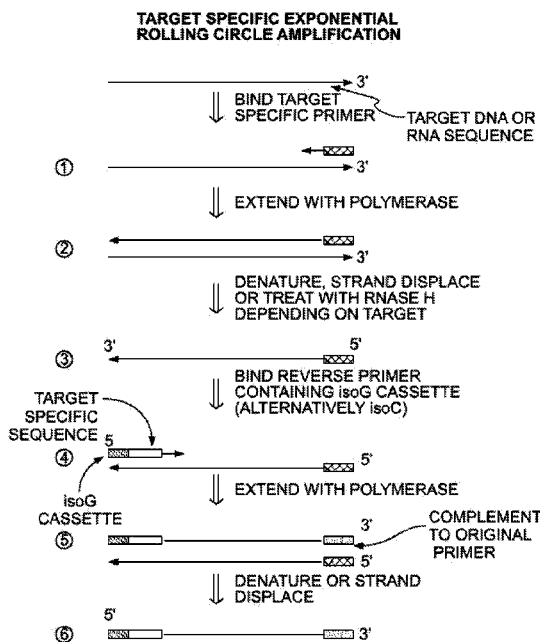 TARGET SPECIFIC EXPONENTIAL
ROLLING CIRCLE AMPLIFICATION
3'
BIND TARGET
SPECIFIC PRIMER
TARGET DNA OR
RNA SEQUENCE
1
3'
EXTEND WITH POLYMERASE
2
3'
DENATURE, STRAND DISPLACE
OR TREAT WITH RNASE H
DEPENDING ON TARGET
3'
5'
3
BIND REVERSE PRIMER
CONTAINING isoG CASSETTE
(ALTERNATIVELY isoC)
TARGET
SPECIFIC
SEQUENCE
5
4
5'
isoG
CASSETTE
EXTEND WITH POLYMERASE
3'
5
5'
COMPLEMENT
TO ORIGINAL
PRIMER
DENATURE OR STRAND
DISPLACE
5'
6
3'